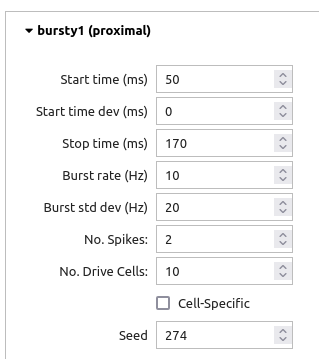 bursty1 (proximal)
Start time (ms) 50
Start time dev (ms) 0
Stop time (ms) 170
Burst rate (Hz) 10
Burst std dev (Hz) 20
No. Spikes: 2
No. Drive Cells: 10
Cell-Specific
Seed 274